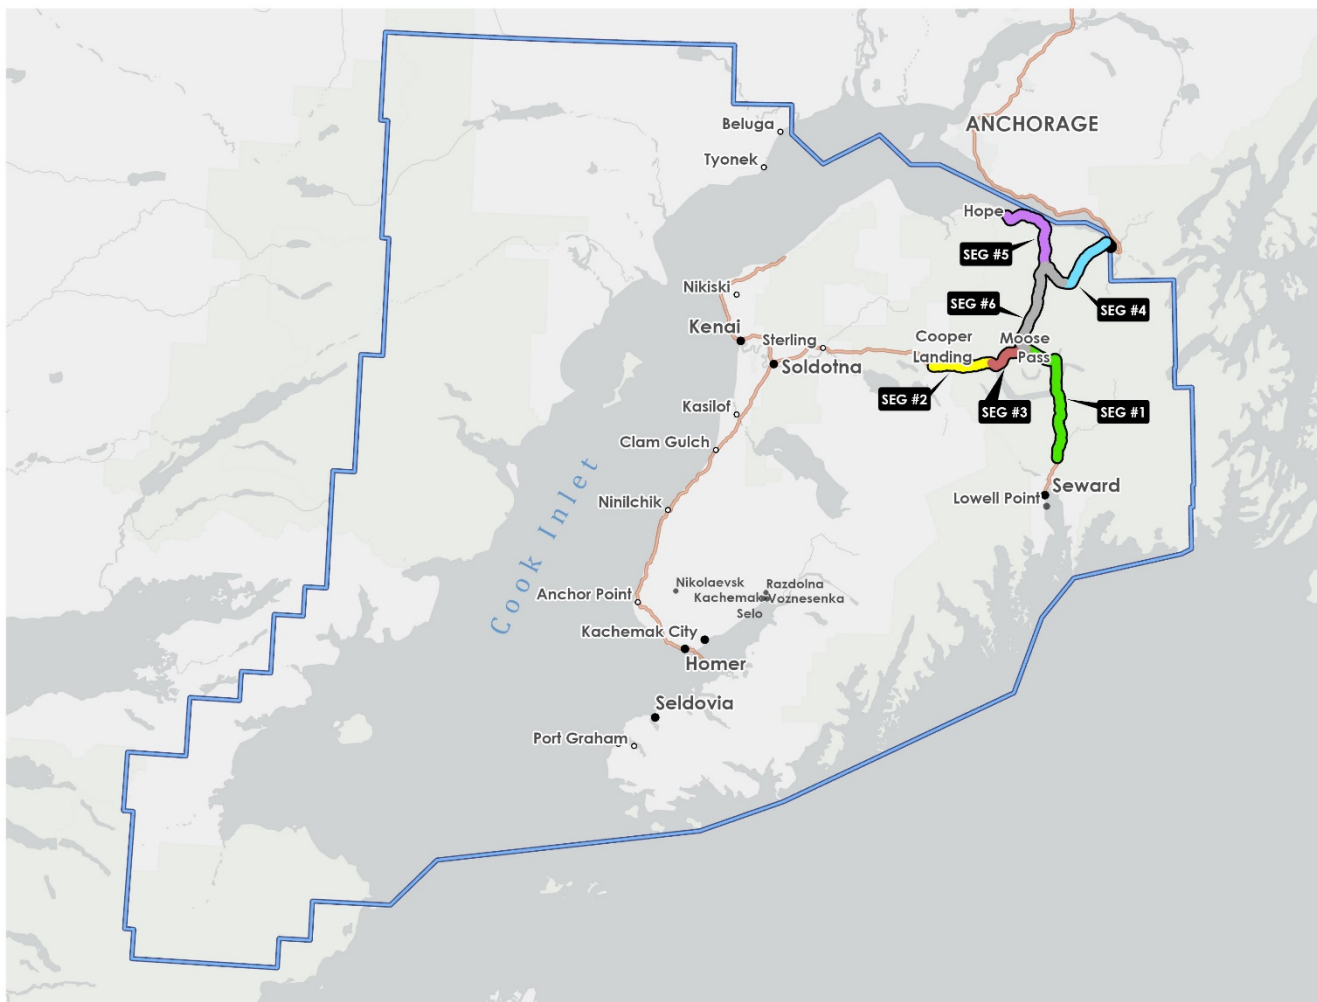 Beluga
ANCHORAGE
Tyonek
Hope
SEG #5
Nikiski
SEG #6
SEG #4
Kenai
Sterling
Cooper
Landing
Moose
Pass
Soldotna
SEG #2
SEG #3
SEG #1
Kasilof
Clam Gulch
Cook Inlet
Seward
Lowell Point
Ninilchik
Nikolaevsk
Razdolna
Anchor Point
Kachemak
Selo
Voznesenka
Kachemak City
Homer
Seldovia
Port Graham